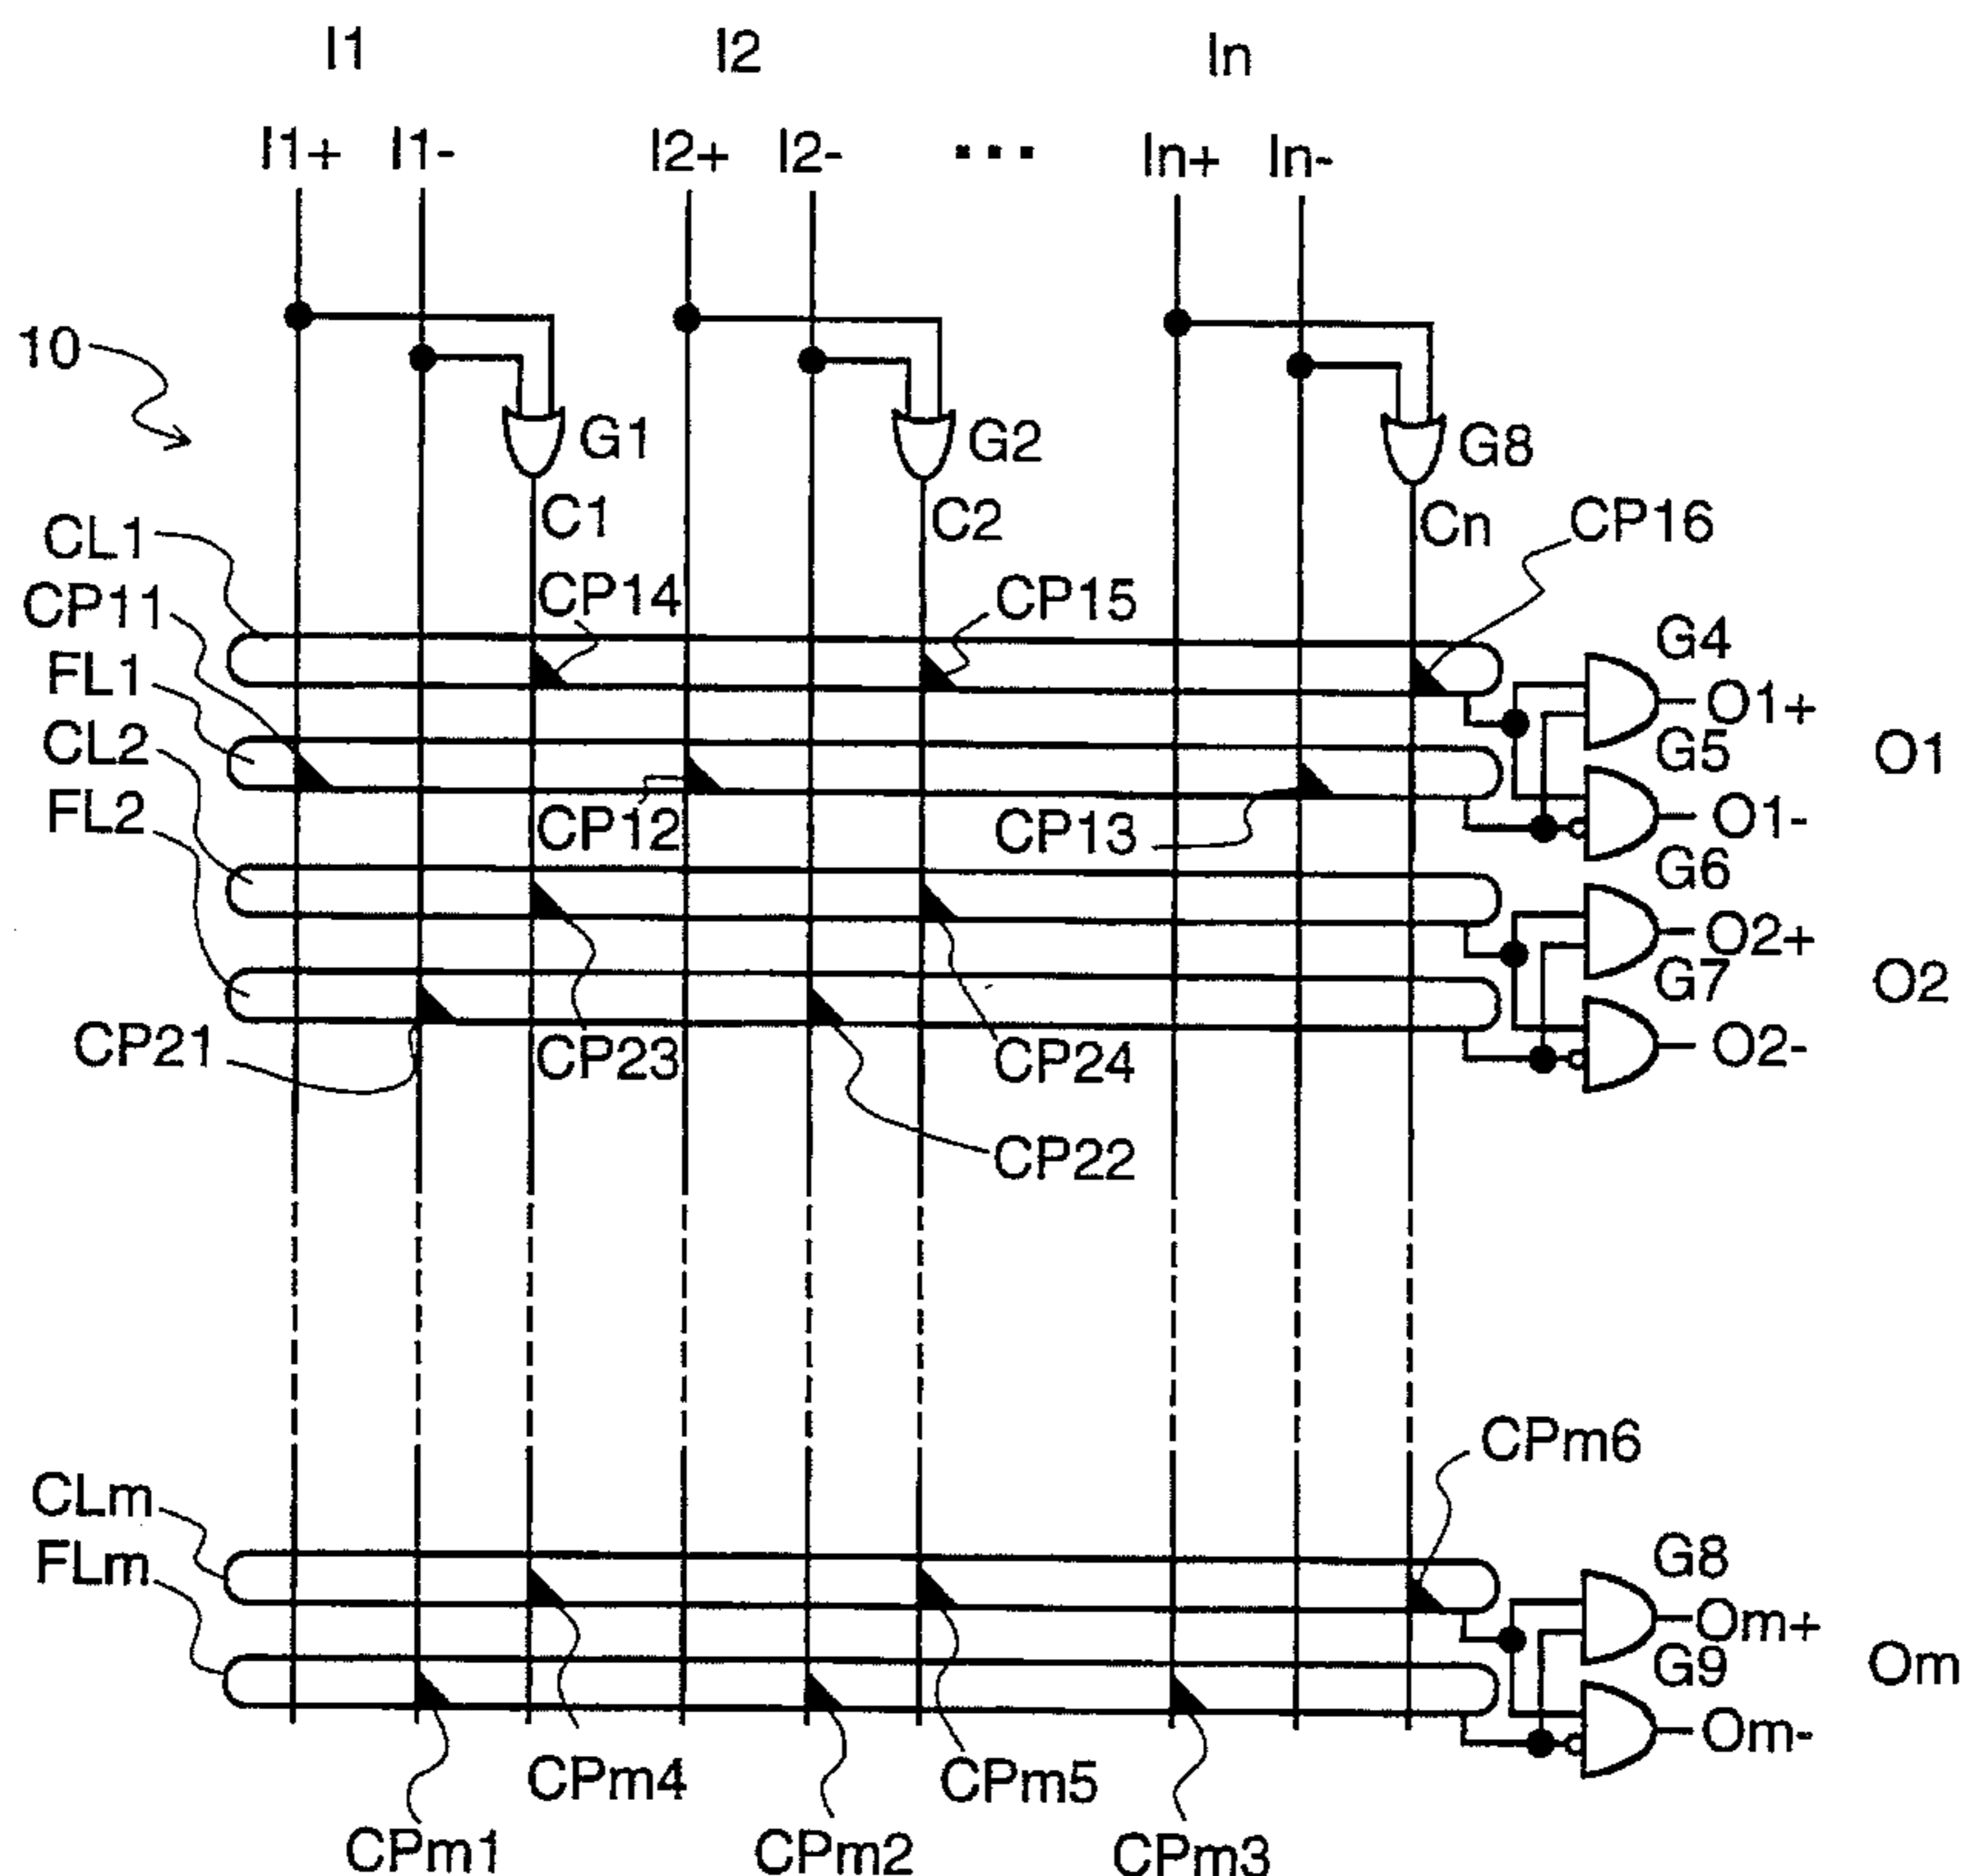 I1 I2 In
I1+ I1- I2+ I2- ... In+ In-
10
G1 G2 G8
C1 C2 Cn CP16
CL1
CP14 CP15
CP11
G4
FL1
O1+
CL2
G5 O1
FL2
CP12 CP13 O1-
G6
O2+
G7 O2
CP21 CP23 CP24 O2-
CP22
CPm6
CLm
FLm G8
Om+
G9 Om
Om-
CPm4 CPm5
CPm1 CPm2 CPm3